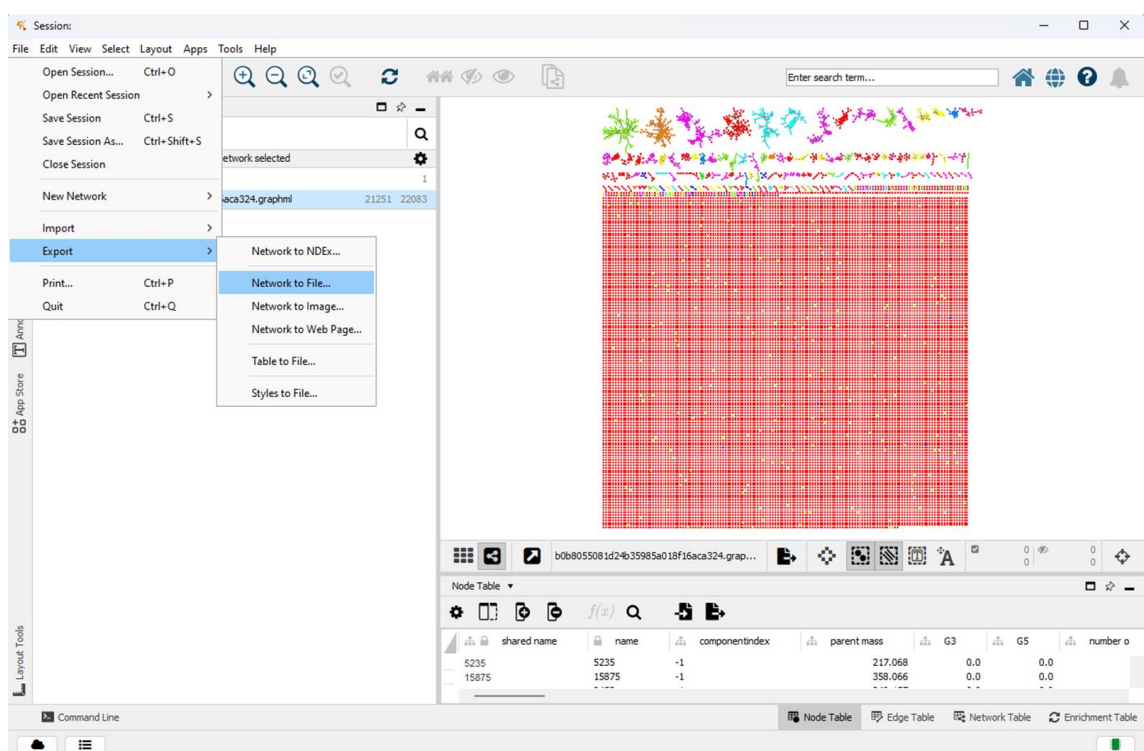 Session:
File Edit View Select Layout Apps Tools Help
Open Session... Ctrl+O
Open Recent Session >
Save Session Ctrl+S
Save Session As... Ctrl+Shift+S
Close Session
New Network >
Import >
Export >
Print... Ctrl+P
Quit Ctrl+Q
Network to NDEx...
Network to File...
Network to Image...
Network to Web Page...
Table to File...
Styles to File...
Enter search term...
etwork selected
1
aca324.graphml 21251 22083
App Store
Layout Tools
b0b8055081d24b35985a018f16aca324.grap...
0 0
0 0
Node Table
f(x)
shared name name componentindex parent mass G3 G5 number o
5235 5235 -1 217.068 0.0 0.0
15875 15875 -1 358.066 0.0 0.0
Command Line
Node Table Edge Table Network Table Enrichment Table